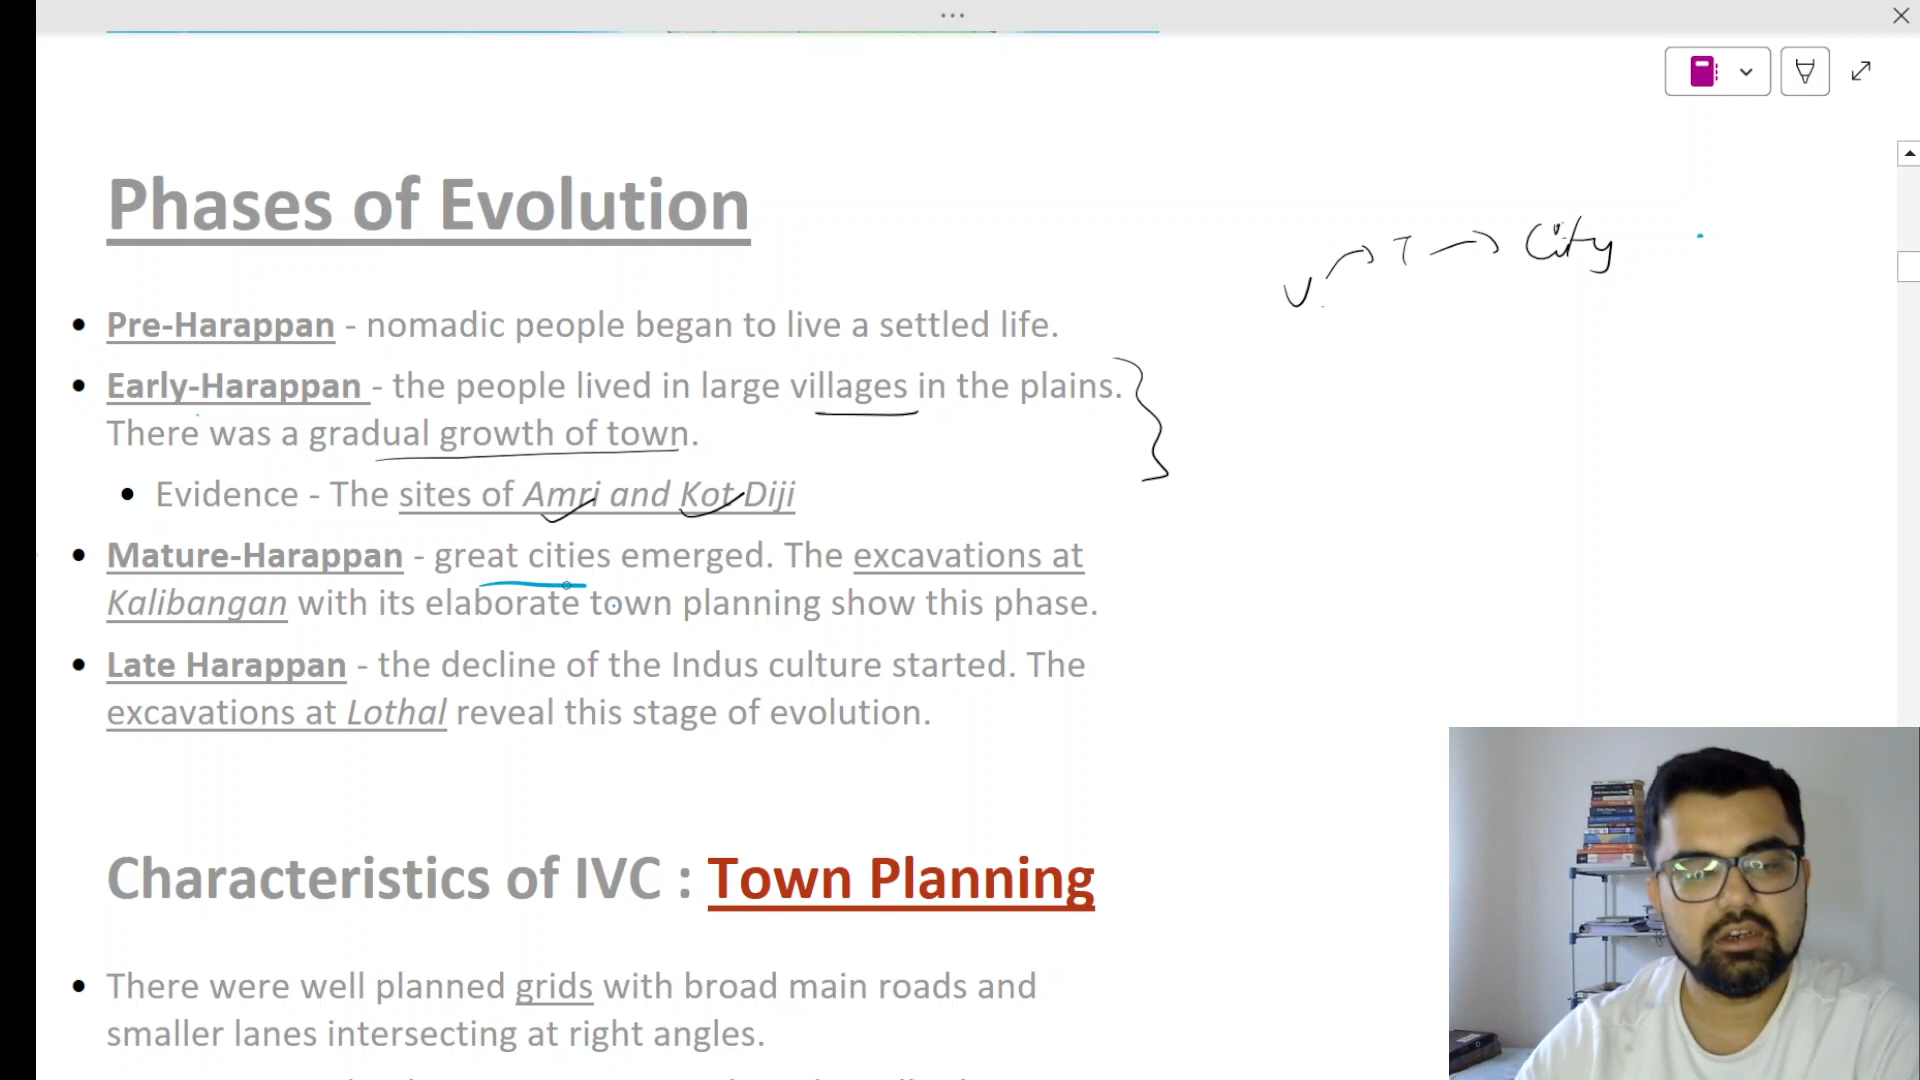 Phases of Evolution
V → T → City
• Pre-Harappan - nomadic people began to live a settled life.
• Early-Harappan - the people lived in large villages in the plains.
There was a gradual growth of town.
• Evidence - The sites of Amri and Kot Diji
• Mature-Harappan - great cities emerged. The excavations at
Kalibangan with its elaborate town planning show this phase.
• Late Harappan - the decline of the Indus culture started. The
excavations at Lothal reveal this stage of evolution.
Characteristics of IVC : Town Planning
• There were well planned grids with broad main roads and
smaller lanes intersecting at right angles.